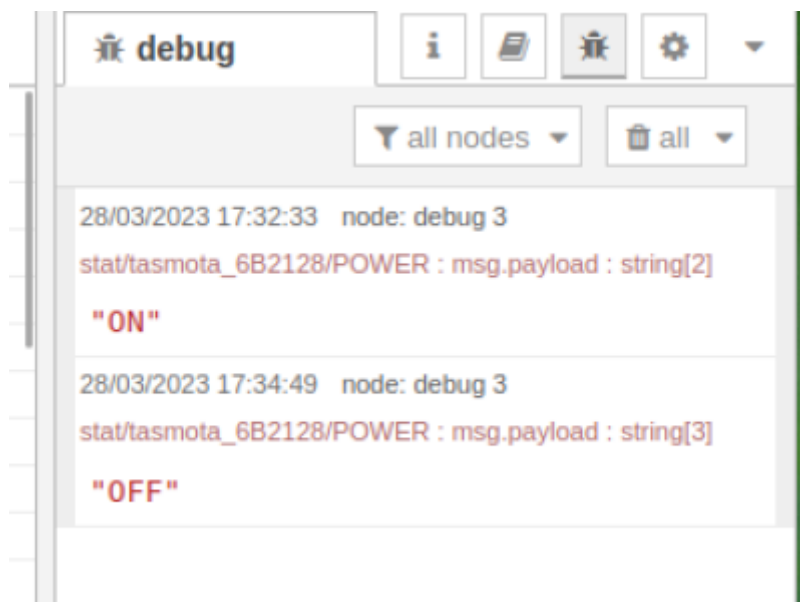 debug
all nodes
all
28/03/2023 17:32:33 node: debug 3
stat/tasmota_6B2128/POWER : msg.payload : string[2]
"ON"
28/03/2023 17:34:49 node: debug 3
stat/tasmota_6B2128/POWER : msg.payload : string[3]
"OFF"